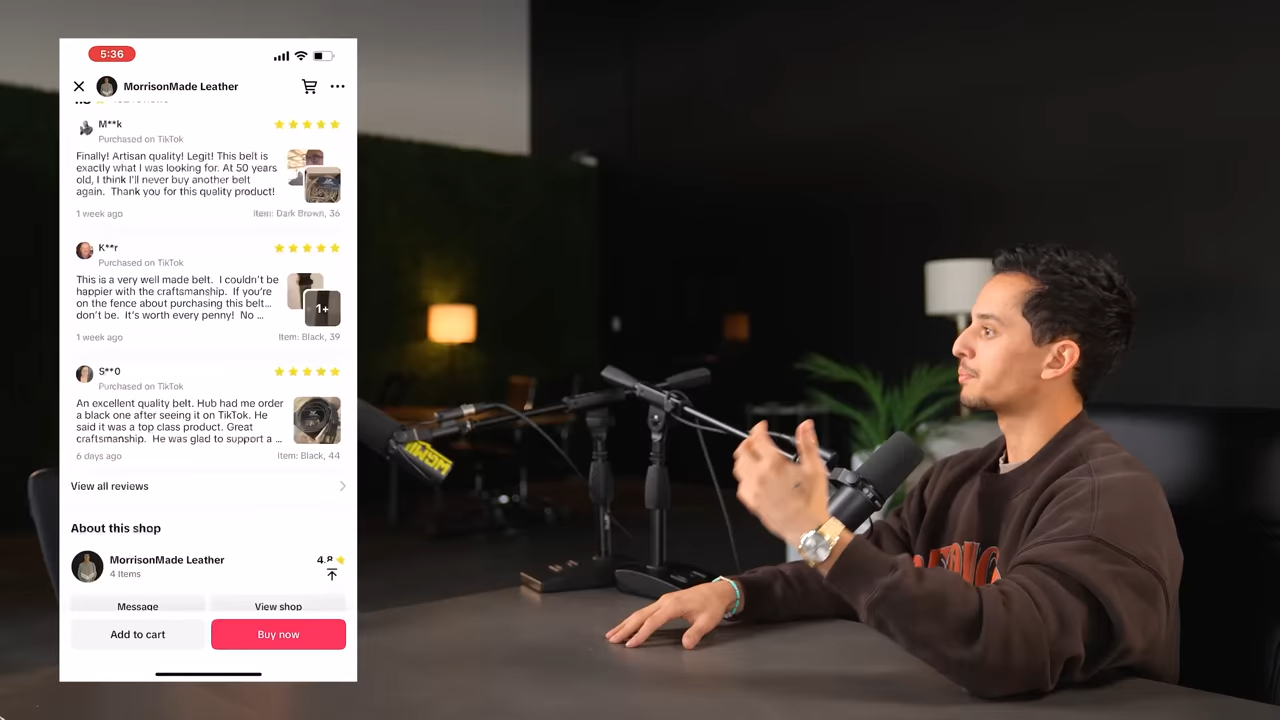 5:36
MorrisonMade Leather
M**k
Purchased on TikTok
Finally! Artisan quality! Legit! This belt is
exactly what I was looking for. At 50 years
old, I think I'll never buy another belt
again. Thank you for this quality product!
1 week ago
Item: Dark Brown, 36
K**r
This is a very well made belt. I couldn't be
happier with the craftsmanship. If you're
on the fence about purchasing this belt...
don't be. It's worth every penny! No ...
1+
1 week ago
Item: Black, 39
S**0
Purchased on TikTok
An excellent quality belt. Hub had me order
a black one after seeing it on TikTok. He
said it was a top class product. Great
craftsmanship. He was glad to support a ...
6 days ago
Item: Black, 44
View all reviews
About this shop
MorrisonMade Leather
4.8
4 Items
Message
View shop
Add to cart
Buy now